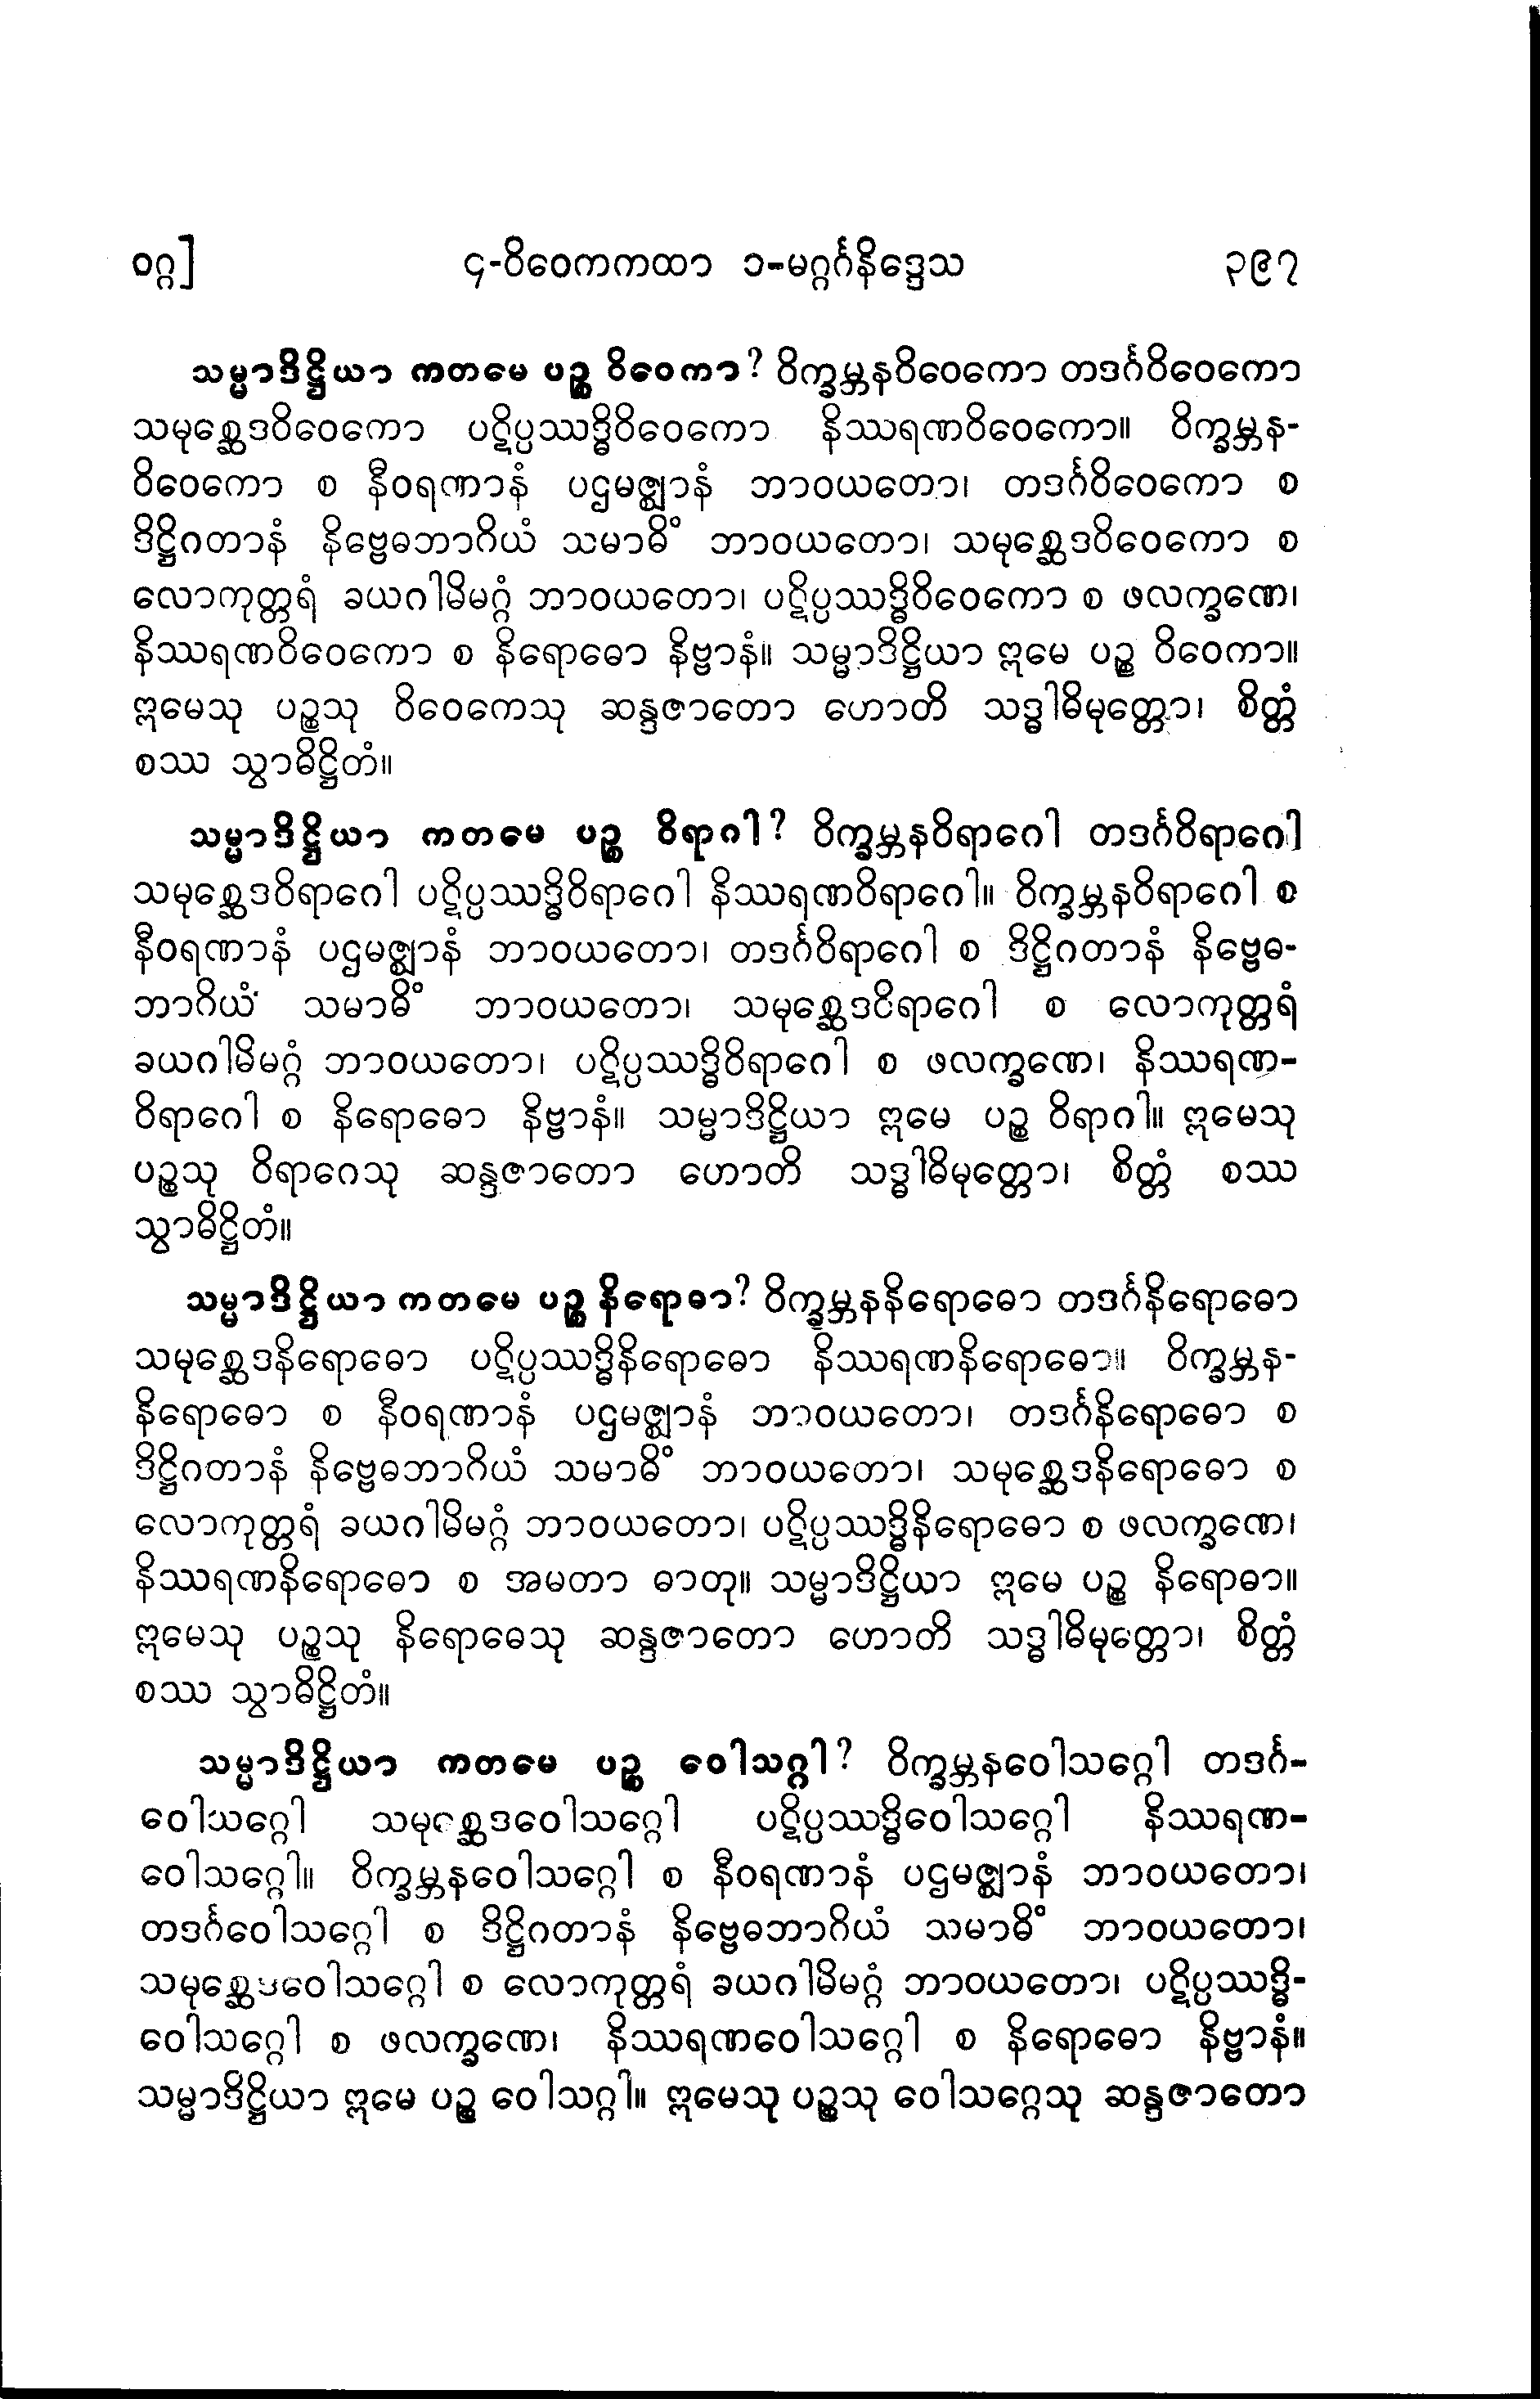 ဝဂ္ဂ] ၄-ဝိဝေကကထာ ၁-မဂ္ဂင်္ဂနိဒ္ဒေသ ၃၉၇
သမ္မာဒိဋ္ဌိယာ ကတမေ ပဉ္စ ဝိဝေကာ? ဝိက္ခမ္ဘနဝိဝေကော တဒင်္ဂဝိဝေကော
သမုစ္ဆေဒဝိဝေကော ပဋိပ္ပဿဒ္ဓိဝိဝေကော နိဿရဏဝိဝေကော။ ဝိက္ခမ္ဘန-
ဝိဝေကော စ နီဝရဏာနံ ပဌမဇ္ဈာနံ ဘာဝယတော၊ တဒင်္ဂဝိဝေကော စ
ဒိဋ္ဌိဂတာနံ နိဗ္ဗေဓဘာဂိယံ သမာဓိံ ဘာဝယတော၊ သမုစ္ဆေဒဝိဝေကော စ
လောကုတ္တရံ ခယဂါမိမဂ္ဂံ ဘာဝယတော၊ ပဋိပ္ပဿဒ္ဓိဝိဝေကော စ ဖလက္ခဏေ၊
နိဿရဏဝိဝေကော စ နိရောဓော နိဗ္ဗာနံ။ သမ္မာဒိဋ္ဌိယာ ဣမေ ပဉ္စ ဝိဝေကာ။
ဣမေသု ပဉ္စသု ဝိဝေကေသု ဆန္ဒဇာတော ဟောတိ သဒ္ဓါဓိမုတ္တော၊ စိတ္တံ
စဿ သွာဓိဋ္ဌိတံ။
သမ္မာဒိဋ္ဌိယာ ကတမေ ပဉ္စ ဝိရာဂါ? ဝိက္ခမ္ဘနဝိရာဂေါ တဒင်္ဂဝိရာဂေါ
သမုစ္ဆေဒဝိရာဂေါ ပဋိပ္ပဿဒ္ဓိဝိရာဂေါ နိဿရဏဝိရာဂေါ။ ဝိက္ခမ္ဘနဝိရာဂေါ စ
နီဝရဏာနံ ပဌမဇ္ဈာနံ ဘာဝယတော၊ တဒင်္ဂဝိရာဂေါ စ ဒိဋ္ဌိဂတာနံ နိဗ္ဗေဓ-
ဘာဂိယံ သမာဓိံ ဘာဝယတော၊ သမုစ္ဆေဒဝိရာဂေါ စ လောကုတ္တရံ
ခယဂါမိမဂ္ဂံ ဘာဝယတော၊ ပဋိပ္ပဿဒ္ဓိဝိရာဂေါ စ ဖလက္ခဏေ၊ နိဿရဏ-
ဝိရာဂေါ စ နိရောဓော နိဗ္ဗာနံ။ သမ္မာဒိဋ္ဌိယာ ဣမေ ပဉ္စ ဝိရာဂါ။ ဣမေသု
ပဉ္စသု ဝိရာဂေသု ဆန္ဒဇာတော ဟောတိ သဒ္ဓါဓိမုတ္တော၊ စိတ္တံ စဿ
သွာဓိဋ္ဌိတံ။
သမ္မာဒိဋ္ဌိယာ ကတမေ ပဉ္စ နိရောဓာ? ဝိက္ခမ္ဘနနိရောဓော တဒင်္ဂနိရောဓော
သမုစ္ဆေဒနိရောဓော ပဋိပ္ပဿဒ္ဓိနိရောဓော နိဿရဏနိရောဓော။ ဝိက္ခမ္ဘန-
နိရောဓော စ နီဝရဏာနံ ပဌမဇ္ဈာနံ ဘာဝယတော၊ တဒင်္ဂနိရောဓော စ
ဒိဋ္ဌိဂတာနံ နိဗ္ဗေဓဘာဂိယံ သမာဓိံ ဘာဝယတော၊ သမုစ္ဆေဒနိရောဓော စ
လောကုတ္တရံ ခယဂါမိမဂ္ဂံ ဘာဝယတော၊ ပဋိပ္ပဿဒ္ဓိနိရောဓော စ ဖလက္ခဏေ၊
နိဿရဏနိရောဓော စ အမတာ ဓာတု။ သမ္မာဒိဋ္ဌိယာ ဣမေ ပဉ္စ နိရောဓာ။
ဣမေသု ပဉ္စသု နိရောဓေသု ဆန္ဒဇာတော ဟောတိ သဒ္ဓါဓိမုတ္တော၊ စိတ္တံ
စဿ သွာဓိဋ္ဌိတံ။
သမ္မာဒိဋ္ဌိယာ ကတမေ ပဉ္စ ဝေါသဂ္ဂါ? ဝိက္ခမ္ဘနဝေါသဂ္ဂေါ တဒင်္ဂ-
ဝေါသဂ္ဂေါ သမုစ္ဆေဒဝေါသဂ္ဂေါ ပဋိပ္ပဿဒ္ဓိဝေါသဂ္ဂေါ နိဿရဏ-
ဝေါသဂ္ဂေါ။ ဝိက္ခမ္ဘနဝေါသဂ္ဂေါ စ နီဝရဏာနံ ပဌမဇ္ဈာနံ ဘာဝယတော၊
တဒင်္ဂဝေါသဂ္ဂေါ စ ဒိဋ္ဌိဂတာနံ နိဗ္ဗေဓဘာဂိယံ သမာဓိံ ဘာဝယတော၊
သမုစ္ဆေဒဝေါသဂ္ဂေါ စ လောကုတ္တရံ ခယဂါမိမဂ္ဂံ ဘာဝယတော၊ ပဋိပ္ပဿဒ္ဓိ-
ဝေါသဂ္ဂေါ စ ဖလက္ခဏေ၊ နိဿရဏဝေါသဂ္ဂေါ စ နိရောဓော နိဗ္ဗာနံ။
သမ္မာဒိဋ္ဌိယာ ဣမေ ပဉ္စ ဝေါသဂ္ဂါ။ ဣမေသု ပဉ္စသု ဝေါသဂ္ဂေသု ဆန္ဒဇာတော